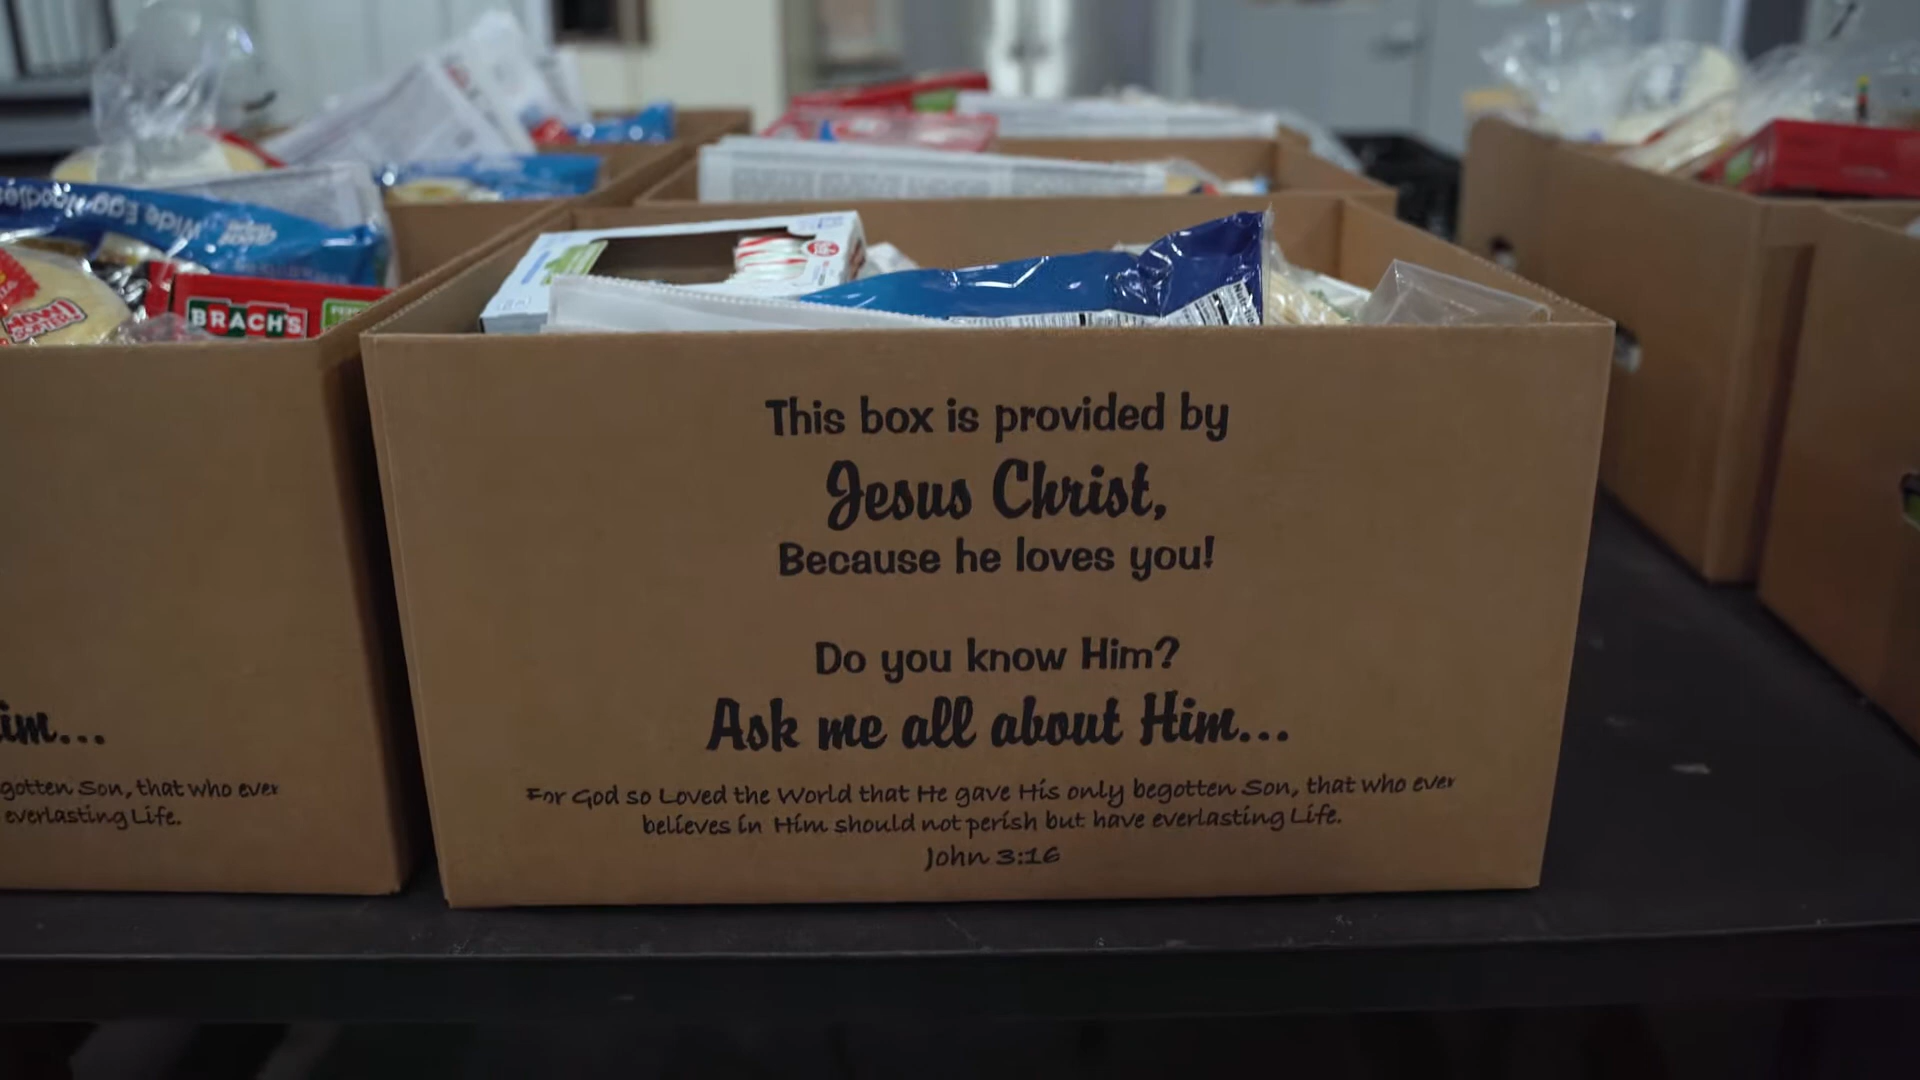 Wide Egg Noodles
BRACH'S
This box is provided by
Jesus Christ,
Because he loves you!
Do you know Him?
Ask me all about Him...
For God so Loved the World that He gave His only begotten Son, that who ever
believes in Him should not perish but have everlasting Life.
John 3:16
im...
gotten Son, that who ever
everlasting Life.